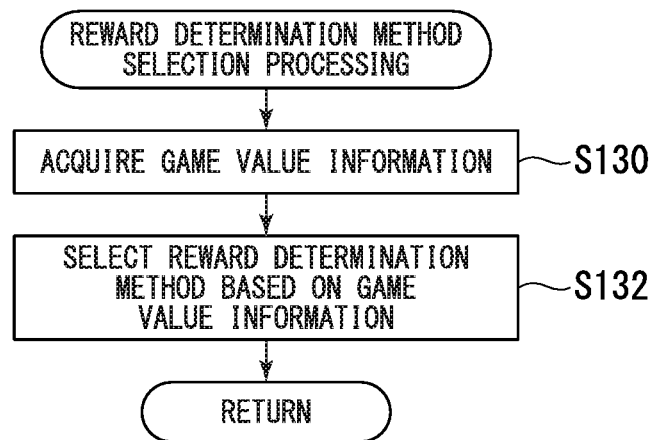 REWARD DETERMINATION METHOD
SELECTION PROCESSING
ACQUIRE GAME VALUE INFORMATION
S130
SELECT REWARD DETERMINATION
METHOD BASED ON GAME
VALUE INFORMATION
S132
RETURN